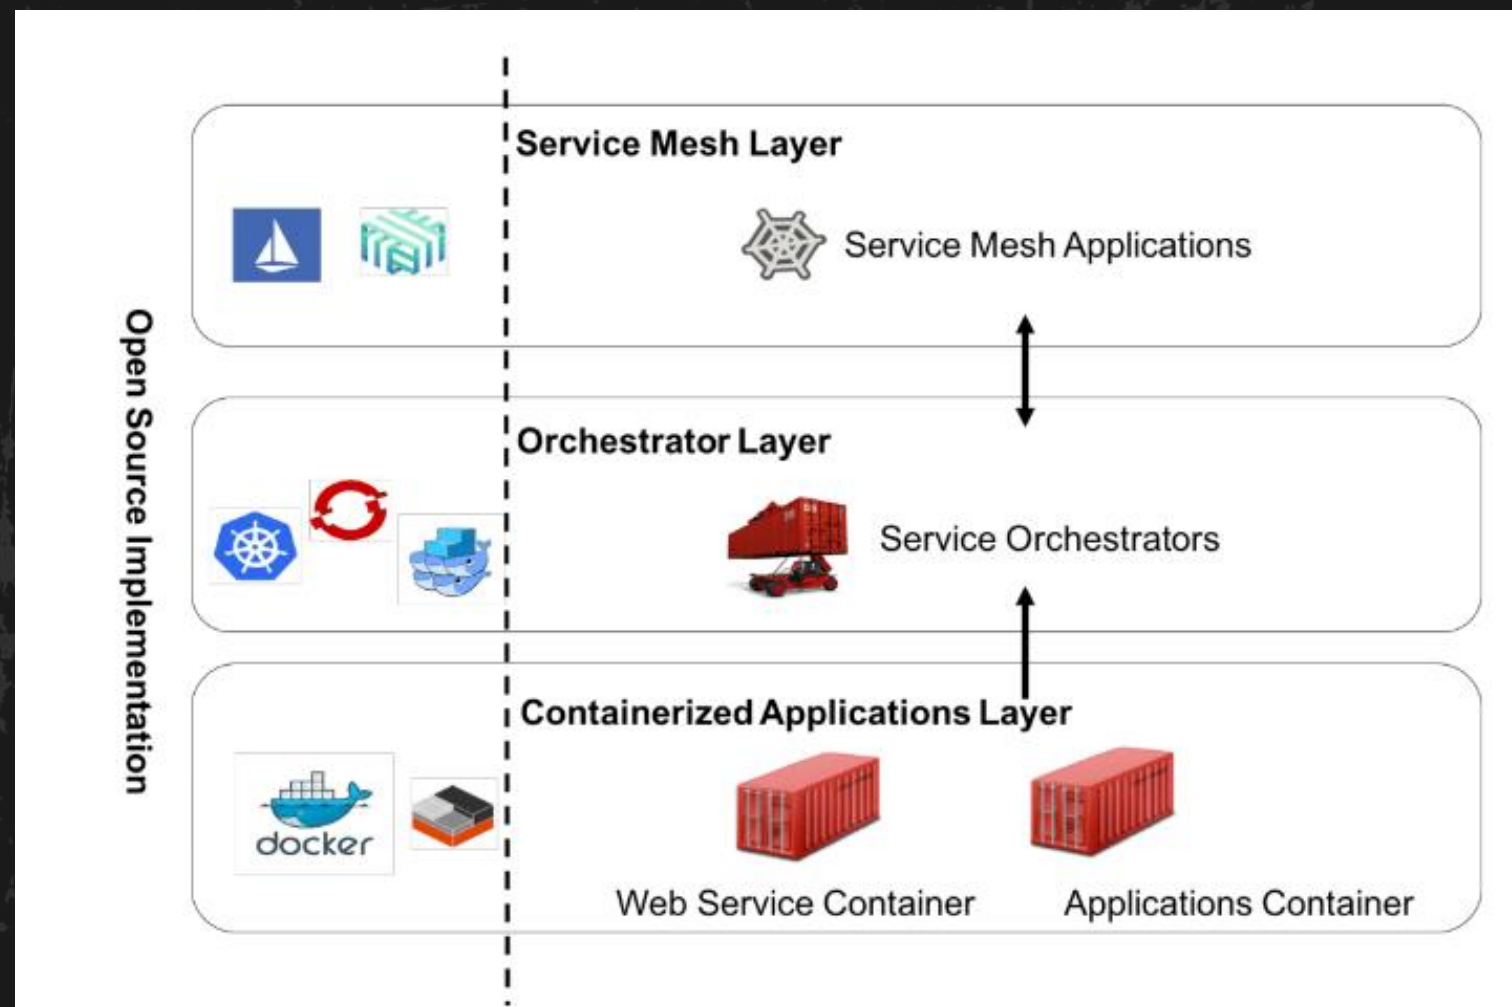 Service Mesh Layer
Service Mesh Applications
Open Source Implementation
Orchestrator Layer
Service Orchestrators
Containerized Applications Layer
docker
Web Service Container
Applications Container